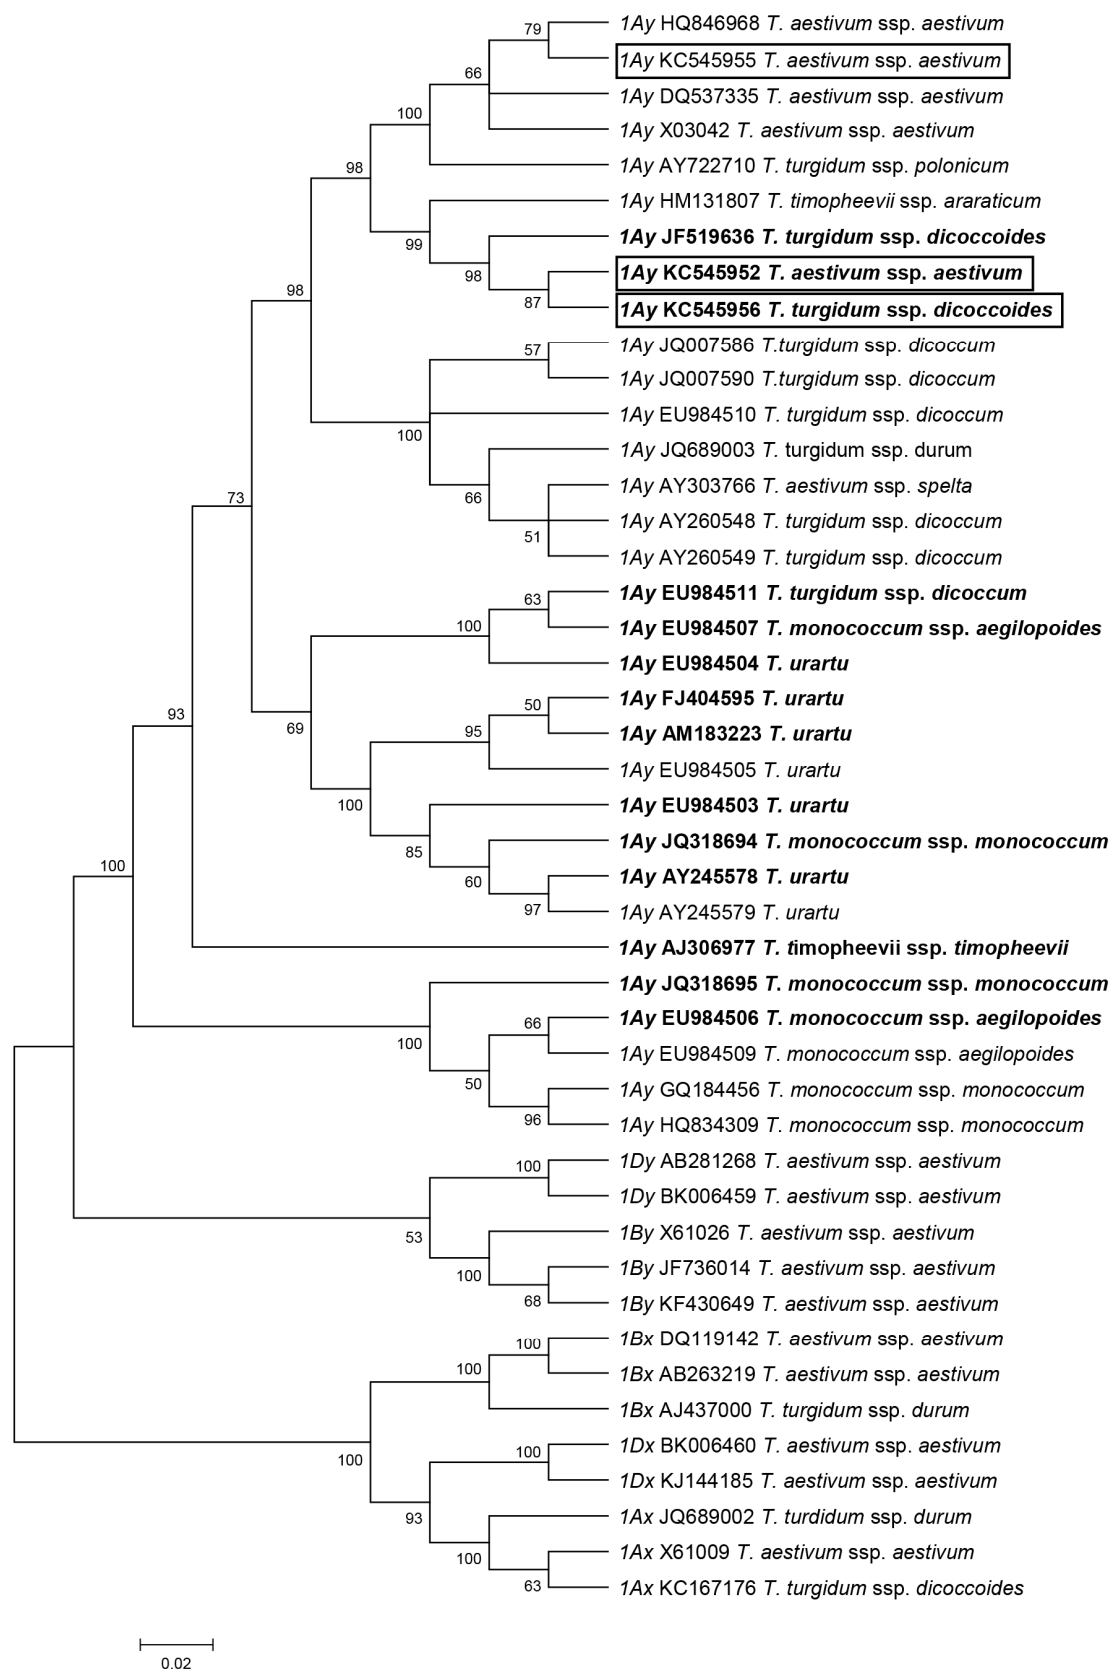 1Ay HQ846968 T. aestivum ssp. aestivum
79
1Ay KC545955 T. aestivum ssp. aestivum
66
1Ay DQ537335 T. aestivum ssp. aestivum
100
1Ay X03042 T. aestivum ssp. aestivum
98
1Ay AY722710 T. turgidum ssp. polonicum
1Ay HM131807 T. timopheevii ssp. araraticum
99
1Ay JF519636 T. turgidum ssp. dicoccoides
98
1Ay KC545952 T. aestivum ssp. aestivum
98
87
1Ay KC545956 T. turgidum ssp. dicoccoides
1Ay JQ007586 T.turgidum ssp. dicoccum
57
1Ay JQ007590 T.turgidum ssp. dicoccum
1Ay EU984510 T. turgidum ssp. dicoccum
100
1Ay JQ689003 T. turgidum ssp. durum
73
66
1Ay AY303766 T. aestivum ssp. spelta
1Ay AY260548 T. turgidum ssp. dicoccum
51
1Ay AY260549 T. turgidum ssp. dicoccum
1Ay EU984511 T. turgidum ssp. dicoccum
63
100
1Ay EU984507 T. monococcum ssp. aegilopoides
1Ay EU984504 T. urartu
1Ay FJ404595 T. urartu
50
93
69
95
1Ay AM183223 T. urartu
1Ay EU984505 T. urartu
100
1Ay EU984503 T. urartu
85
1Ay JQ318694 T. monococcum ssp. monococcum
100
60
1Ay AY245578 T. urartu
97
1Ay AY245579 T. urartu
1Ay AJ306977 T. timopheevii ssp. timopheevii
1Ay JQ318695 T. monococcum ssp. monococcum
66
1Ay EU984506 T. monococcum ssp. aegilopoides
100
1Ay EU984509 T. monococcum ssp. aegilopoides
50
1Ay GQ184456 T. monococcum ssp. monococcum
96
1Ay HQ834309 T. monococcum ssp. monococcum
1Dy AB281268 T. aestivum ssp. aestivum
100
1Dy BK006459 T. aestivum ssp. aestivum
53
1By X61026 T. aestivum ssp. aestivum
100
1By JF736014 T. aestivum ssp. aestivum
68
1By KF430649 T. aestivum ssp. aestivum
1Bx DQ119142 T. aestivum ssp. aestivum
100
100
1Bx AB263219 T. aestivum ssp. aestivum
1Bx AJ437000 T. turgidum ssp. durum
1Dx BK006460 T. aestivum ssp. aestivum
100
100
1Dx KJ144185 T. aestivum ssp. aestivum
93
1Ax JQ689002 T. turdidum ssp. durum
100
1Ax X61009 T. aestivum ssp. aestivum
63
1Ax KC167176 T. turgidum ssp. dicoccoides
0.02